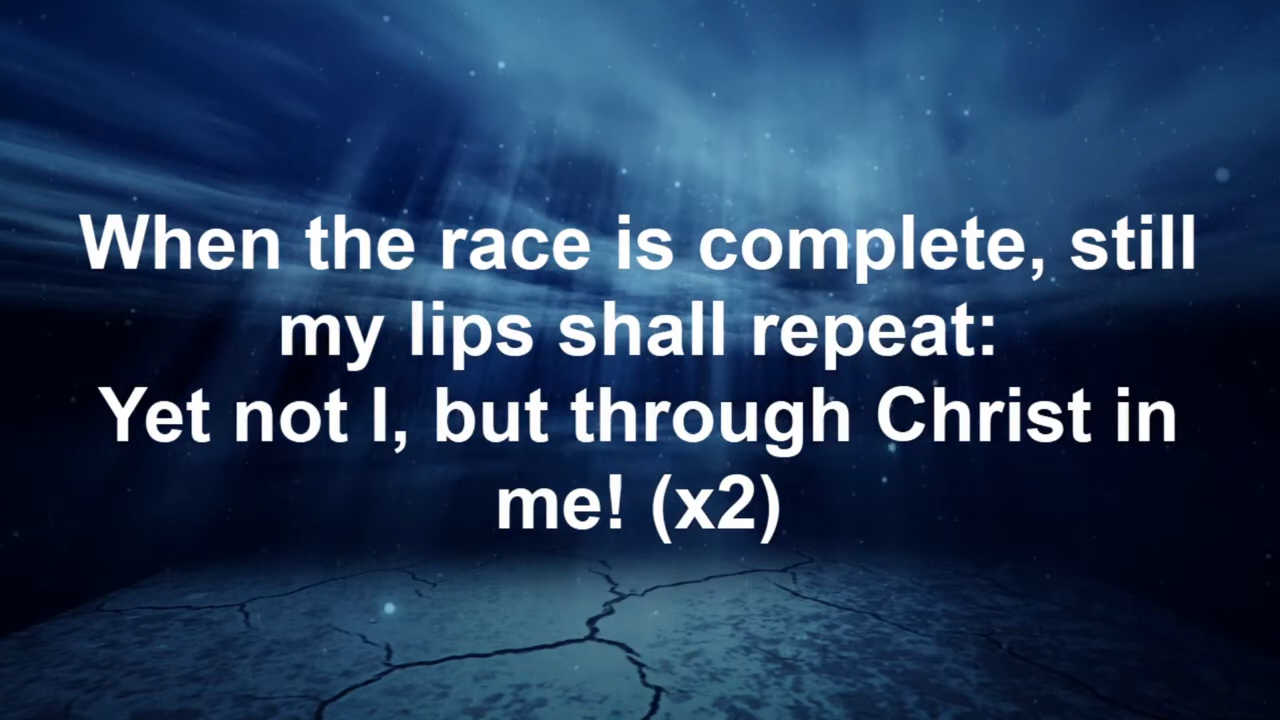 When the race is complete, still
my lips shall repeat:
Yet not I, but through Christ in
me! (x2)